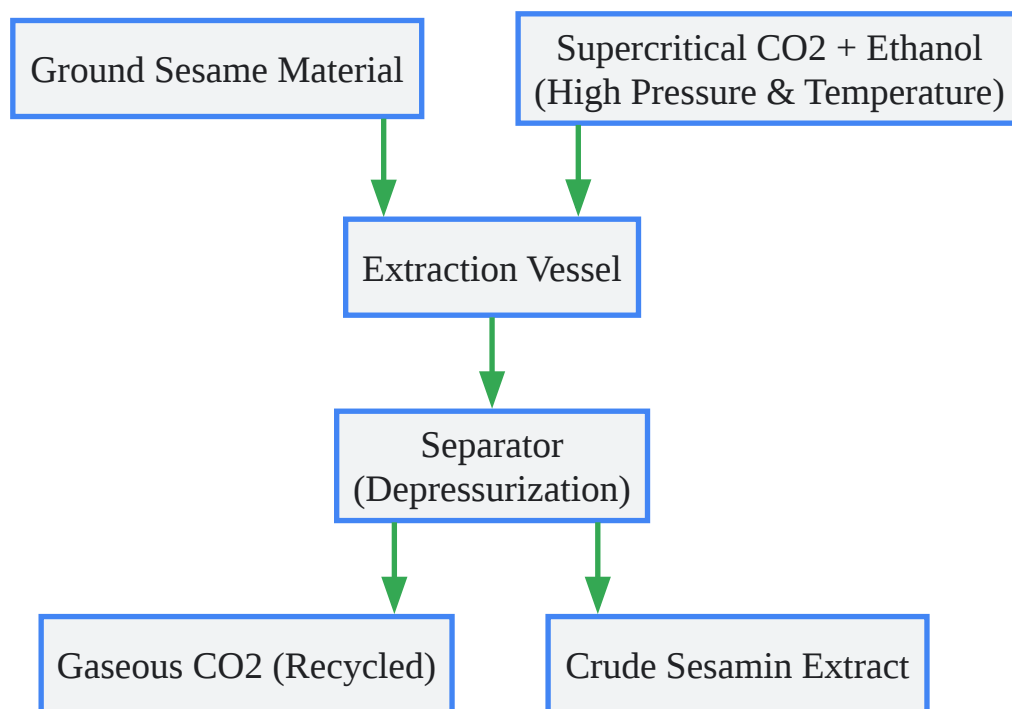 Ground Sesame Material
Supercritical CO2 + Ethanol
(High Pressure & Temperature)
Extraction Vessel
Separator
(Depressurization)
Gaseous CO2 (Recycled)
Crude Sesamin Extract